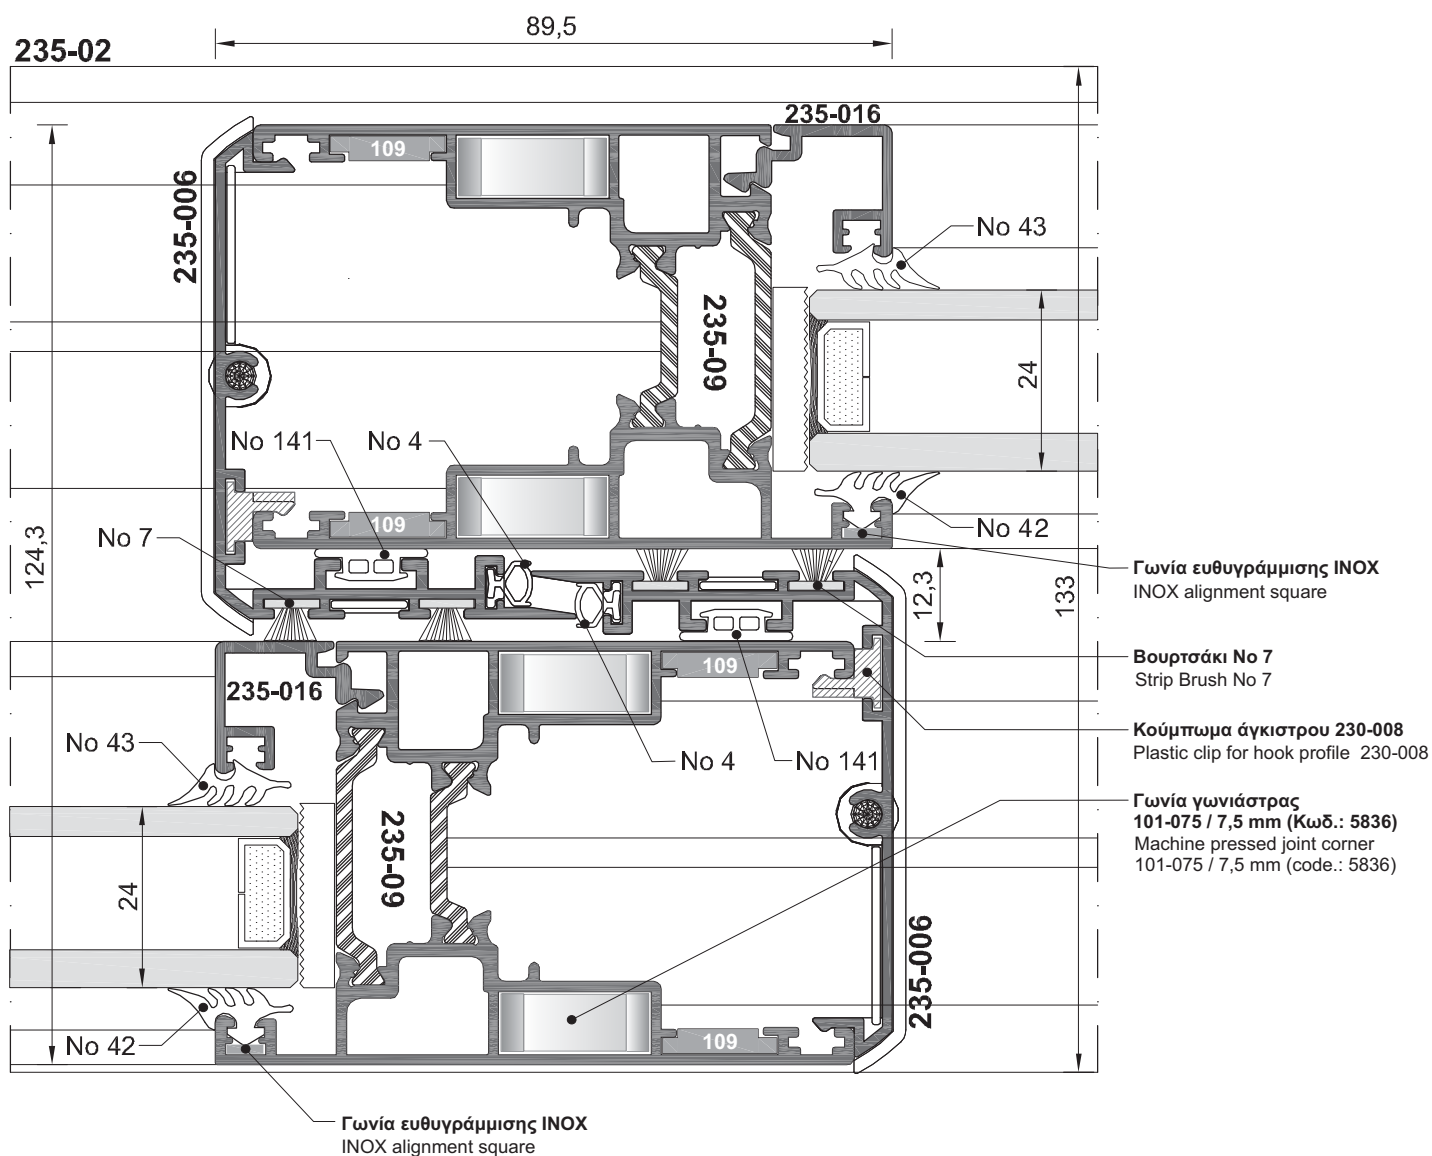 89,5
235-02
235-016
109
235-006
No 43
235-09
24
No 141
No 4
109
No 42
No 7
124,3
12,3
133
Γωνία ευθυγράμμισης INOX
INOX alignment square
Βουρτσάκι No 7
Strip Brush No 7
109
235-016
Κούμπωμα άγκιστρου 230-008
Plastic clip for hook profile 230-008
No 43
No 4
No 141
Γωνία γωνιάστρας
101-075 / 7,5 mm (Κωδ.: 5836)
Machine pressed joint corner
101-075 / 7,5 mm (code.: 5836)
235-09
24
235-006
No 42
109
Γωνία ευθυγράμμισης INOX
INOX alignment square